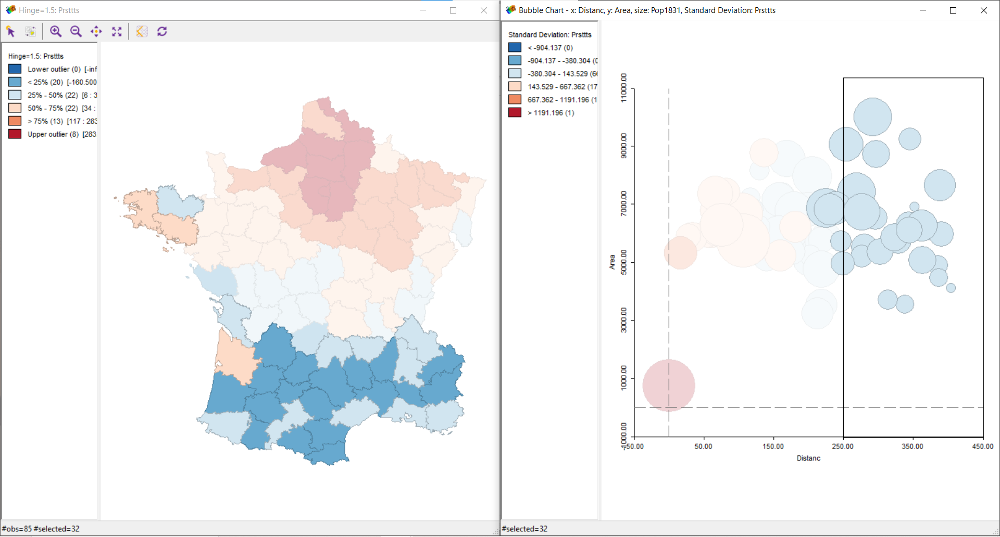 Hinge=1.5: Prsttts
Hinge=1.5: Prsttts
Lower outlier (0) [-inf
< 25% (20) [-160.500
25% - 50% (22) [6 : 3
50% - 75% (22) [34 :
> 75% (13) [117 : 283
Upper outlier (8) [283
#obs=85 #selected=32
Bubble Chart - x: Distanc, y: Area, size: Pop1831, Standard Deviation: Prsttts
Standard Deviation: Prsttts
< -904.137 (0)
-904.137 - -380.304 (0
-380.304 - 143.529 (66
143.529 - 667.362 (17
667.362 - 1191.196 (1
> 1191.196 (1)
11000.00
9000.00
7000.00
5000.00
3000.00
1000.00
-1000.00
Area
-50.00
50.00
150.00
250.00
350.00
450.00
Distanc
#selected=32